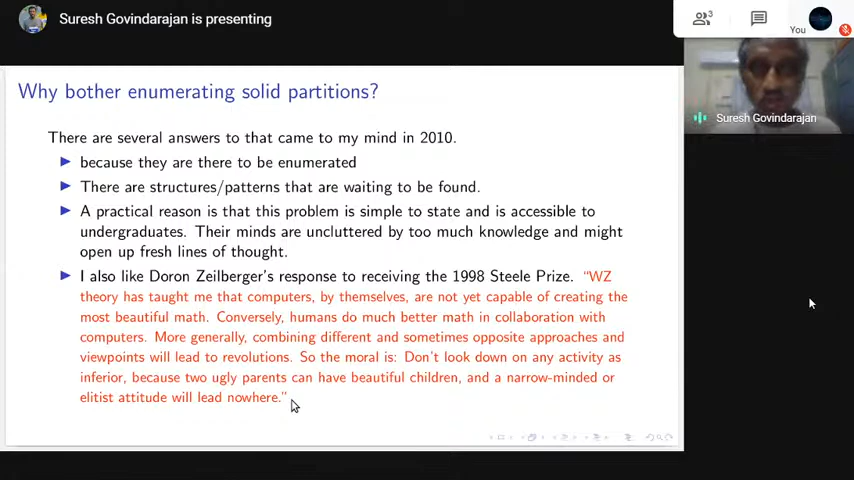 Suresh Govindarajan is presenting
3
You
Suresh Govindarajan
Why bother enumerating solid partitions?
There are several answers to that came to my mind in 2010.
because they are there to be enumerated
There are structures/patterns that are waiting to be found.
A practical reason is that this problem is simple to state and is accessible to
undergraduates. Their minds are uncluttered by too much knowledge and might
open up fresh lines of thought.
I also like Doron Zeilberger's response to receiving the 1998 Steele Prize. "WZ
theory has taught me that computers, by themselves, are not yet capable of creating the
most beautiful math. Conversely, humans do much better math in collaboration with
computers. More generally, combining different and sometimes opposite approaches and
viewpoints will lead to revolutions. So the moral is: Don't look down on any activity as
inferior, because two ugly parents can have beautiful children, and a narrow-minded or
elitist attitude will lead nowhere."